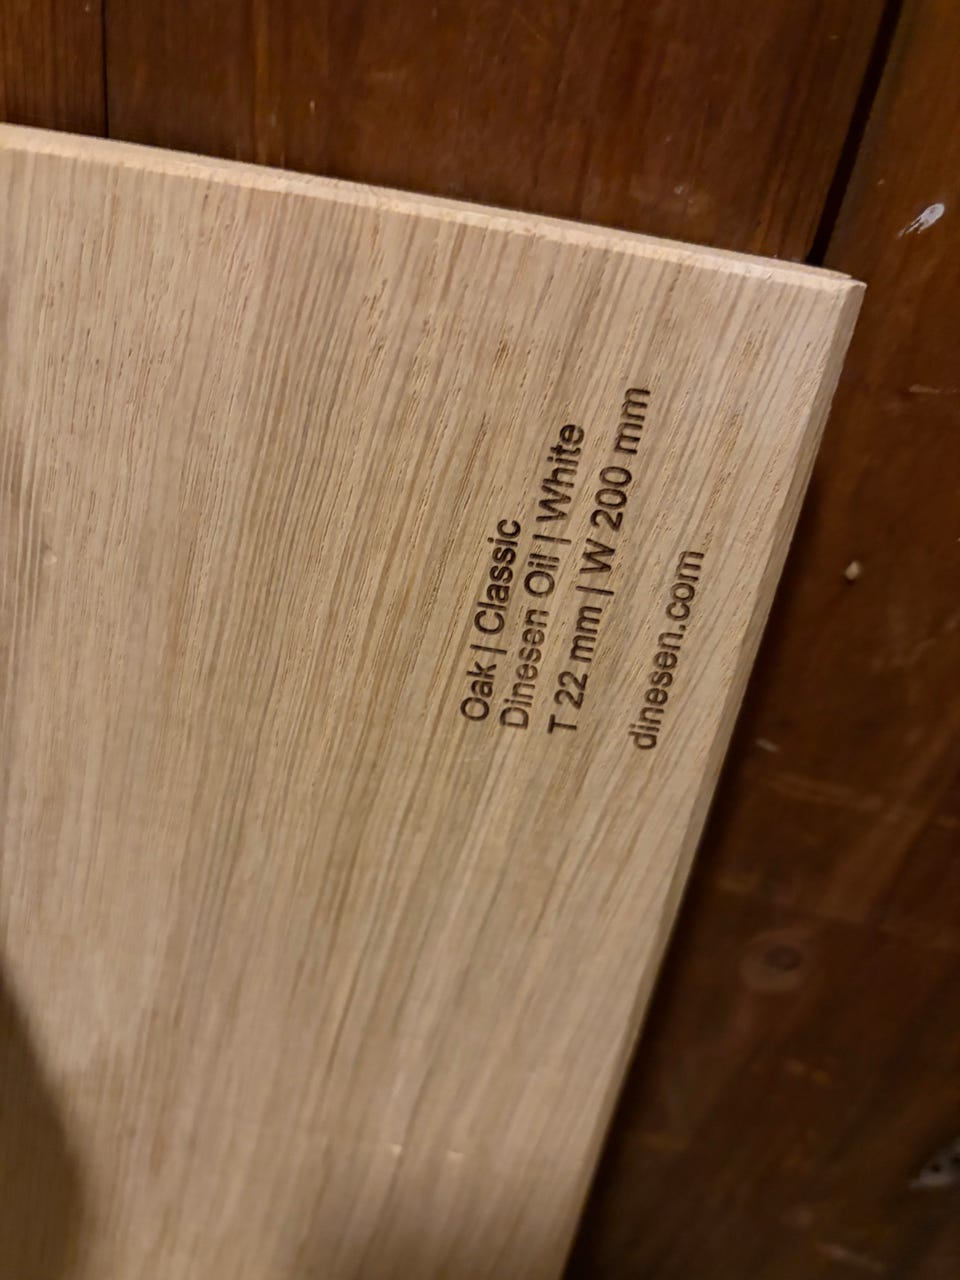 Oak | Classic
Dinesen Oil | White
T 22 mm | W 200 mm
dinesen.com